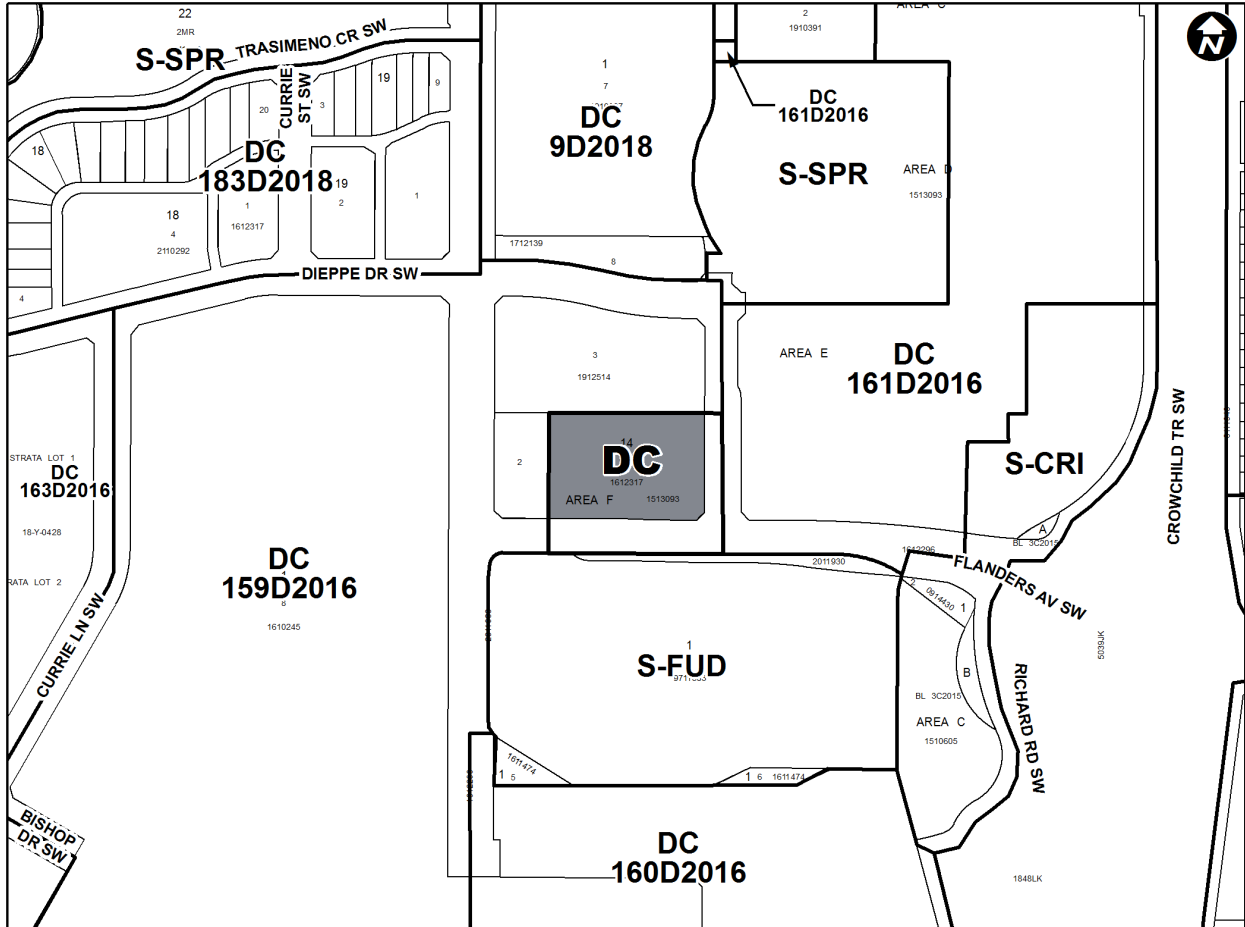 22
2MR
S-SPR
TRASIMENO CR SW
CURRIE
ST SW
20
3
19
9
18
DC
183D2018
19
2
1
1612317
1
18
4
2110292
4
DIEPPE DR SW
1
7
DC
9D2018
1712139
8
2
1910391
DC
161D2016
S-SPR
AREA D
1513093
N
3
1912514
AREA E
DC
161D2016
2
14
DC
1612317
AREA F
1513093
S-CRI
A
BL 3C2015
CROWCHILD TR SW
STRATA LOT 1
DC
163D2016
18-Y-0428
RATA LOT 2
CURRIE LN SW
DC
159D2016
8
1610245
2011930
FLANDERS AV SW
2
0914430
1
1
S-FUD
B
BL 3C2015
AREA C
1510605
RICHARD RD SW
5039JK
1611474
1 5
1 6 1611474
BISHOP
DR SW
DC
160D2016
1848LK